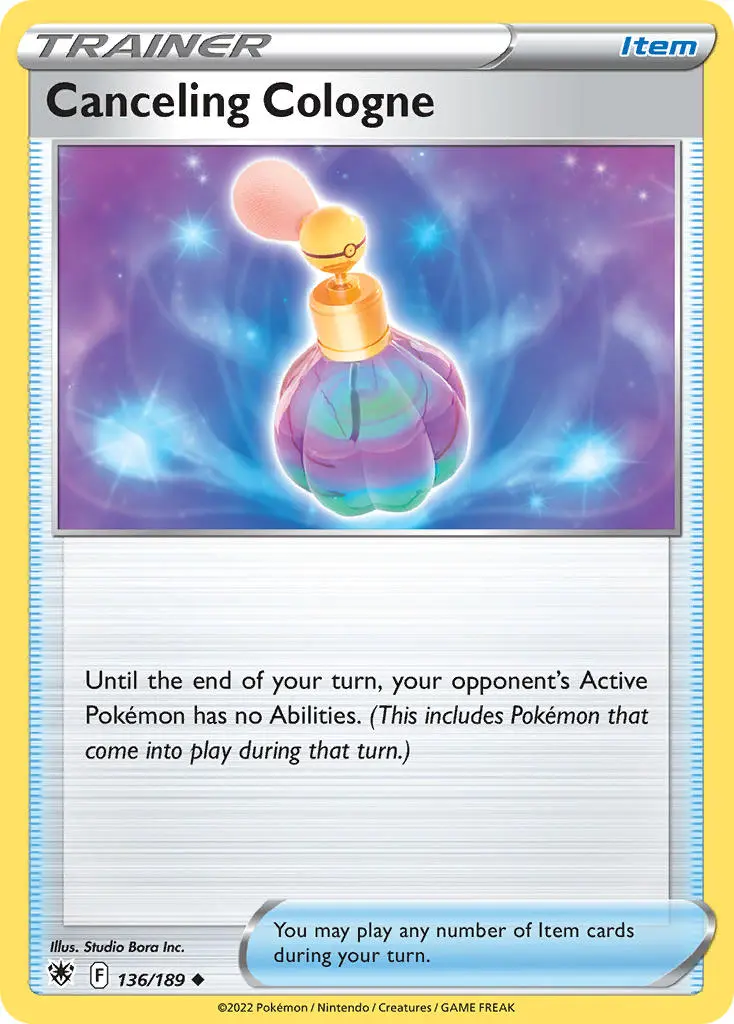 TRAINER
Item
Canceling Cologne
Until the end of your turn, your opponent's Active
Pokémon has no Abilities. (This includes Pokémon that
come into play during that turn.)
You may play any number of Item cards
during your turn.
Illus. Studio Bora Inc.
F 136/189
©2022 Pokémon / Nintendo / Creatures / GAME FREAK